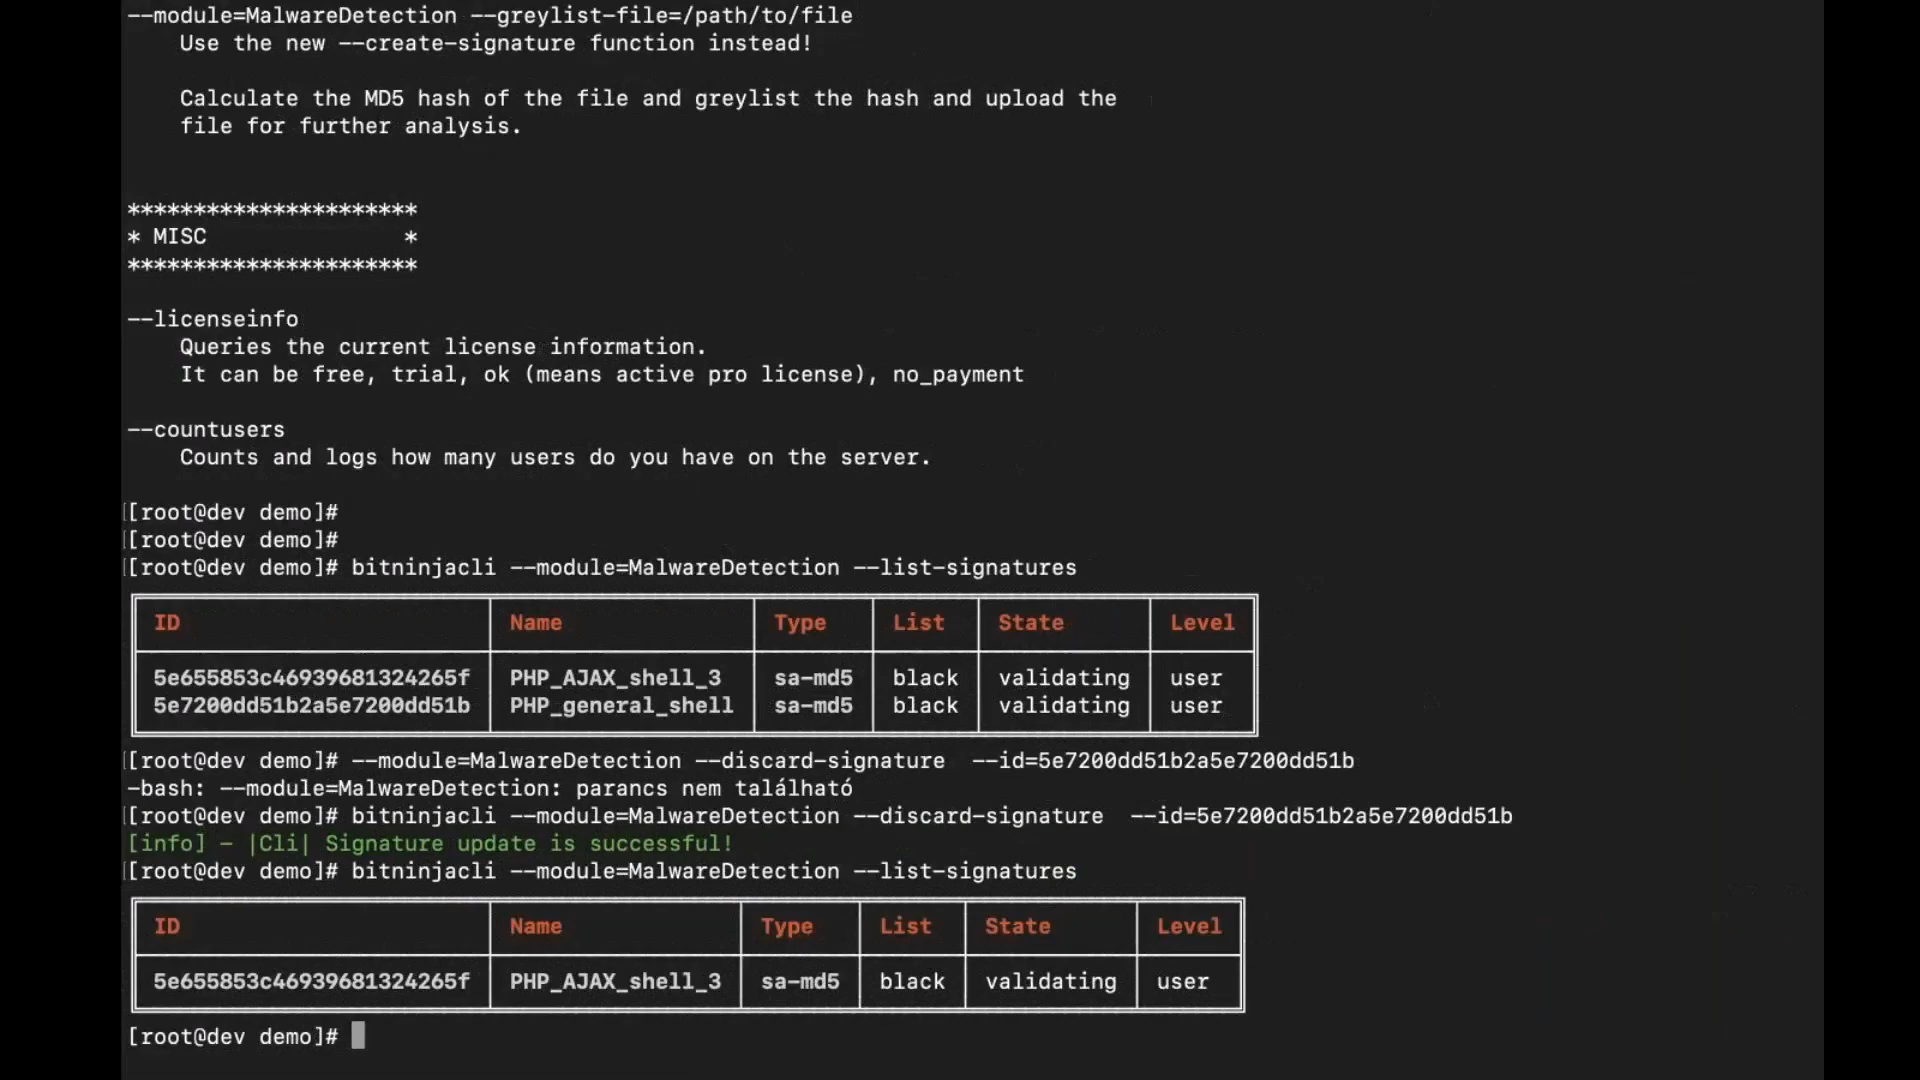 --module=MalwareDetection --greylist-file=/path/to/file
Use the new --create-signature function instead!
Calculate the MD5 hash of the file and greylist the hash and upload the
file for further analysis.
**********************
* MISC               *
**********************
--licenseinfo
Queries the current license information.
It can be free, trial, ok (means active pro license), no_payment
--countusers
Counts and logs how many users do you have on the server.
[root@dev demo]#
[root@dev demo]#
[root@dev demo]# bitninjacli --module=MalwareDetection --list-signatures
ID Name Type List State Level
5e655853c46939681324265f PHP_AJAX_shell_3 sa-md5 black validating user
5e7200dd51b2a5e7200dd51b PHP_general_shell sa-md5 black validating user
[root@dev demo]# --module=MalwareDetection --discard-signature  --id=5e7200dd51b2a5e7200dd51b
-bash: --module=MalwareDetection: parancs nem található
[root@dev demo]# bitninjacli --module=MalwareDetection --discard-signature  --id=5e7200dd51b2a5e7200dd51b
[info] - |Cli| Signature update is successful!
[root@dev demo]# bitninjacli --module=MalwareDetection --list-signatures
ID Name Type List State Level
5e655853c46939681324265f PHP_AJAX_shell_3 sa-md5 black validating user
[root@dev demo]#